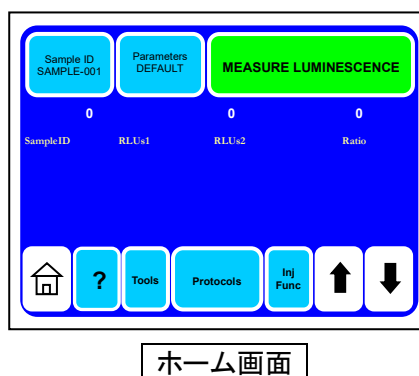 Sample ID
SAMPLE-001
Parameters
DEFAULT
MEASURE LUMINESCENCE
0 0 0
SampleID RLUs1 RLUs2 Ratio
?
Tools
Protocols
Inj
Func
ホーム画面